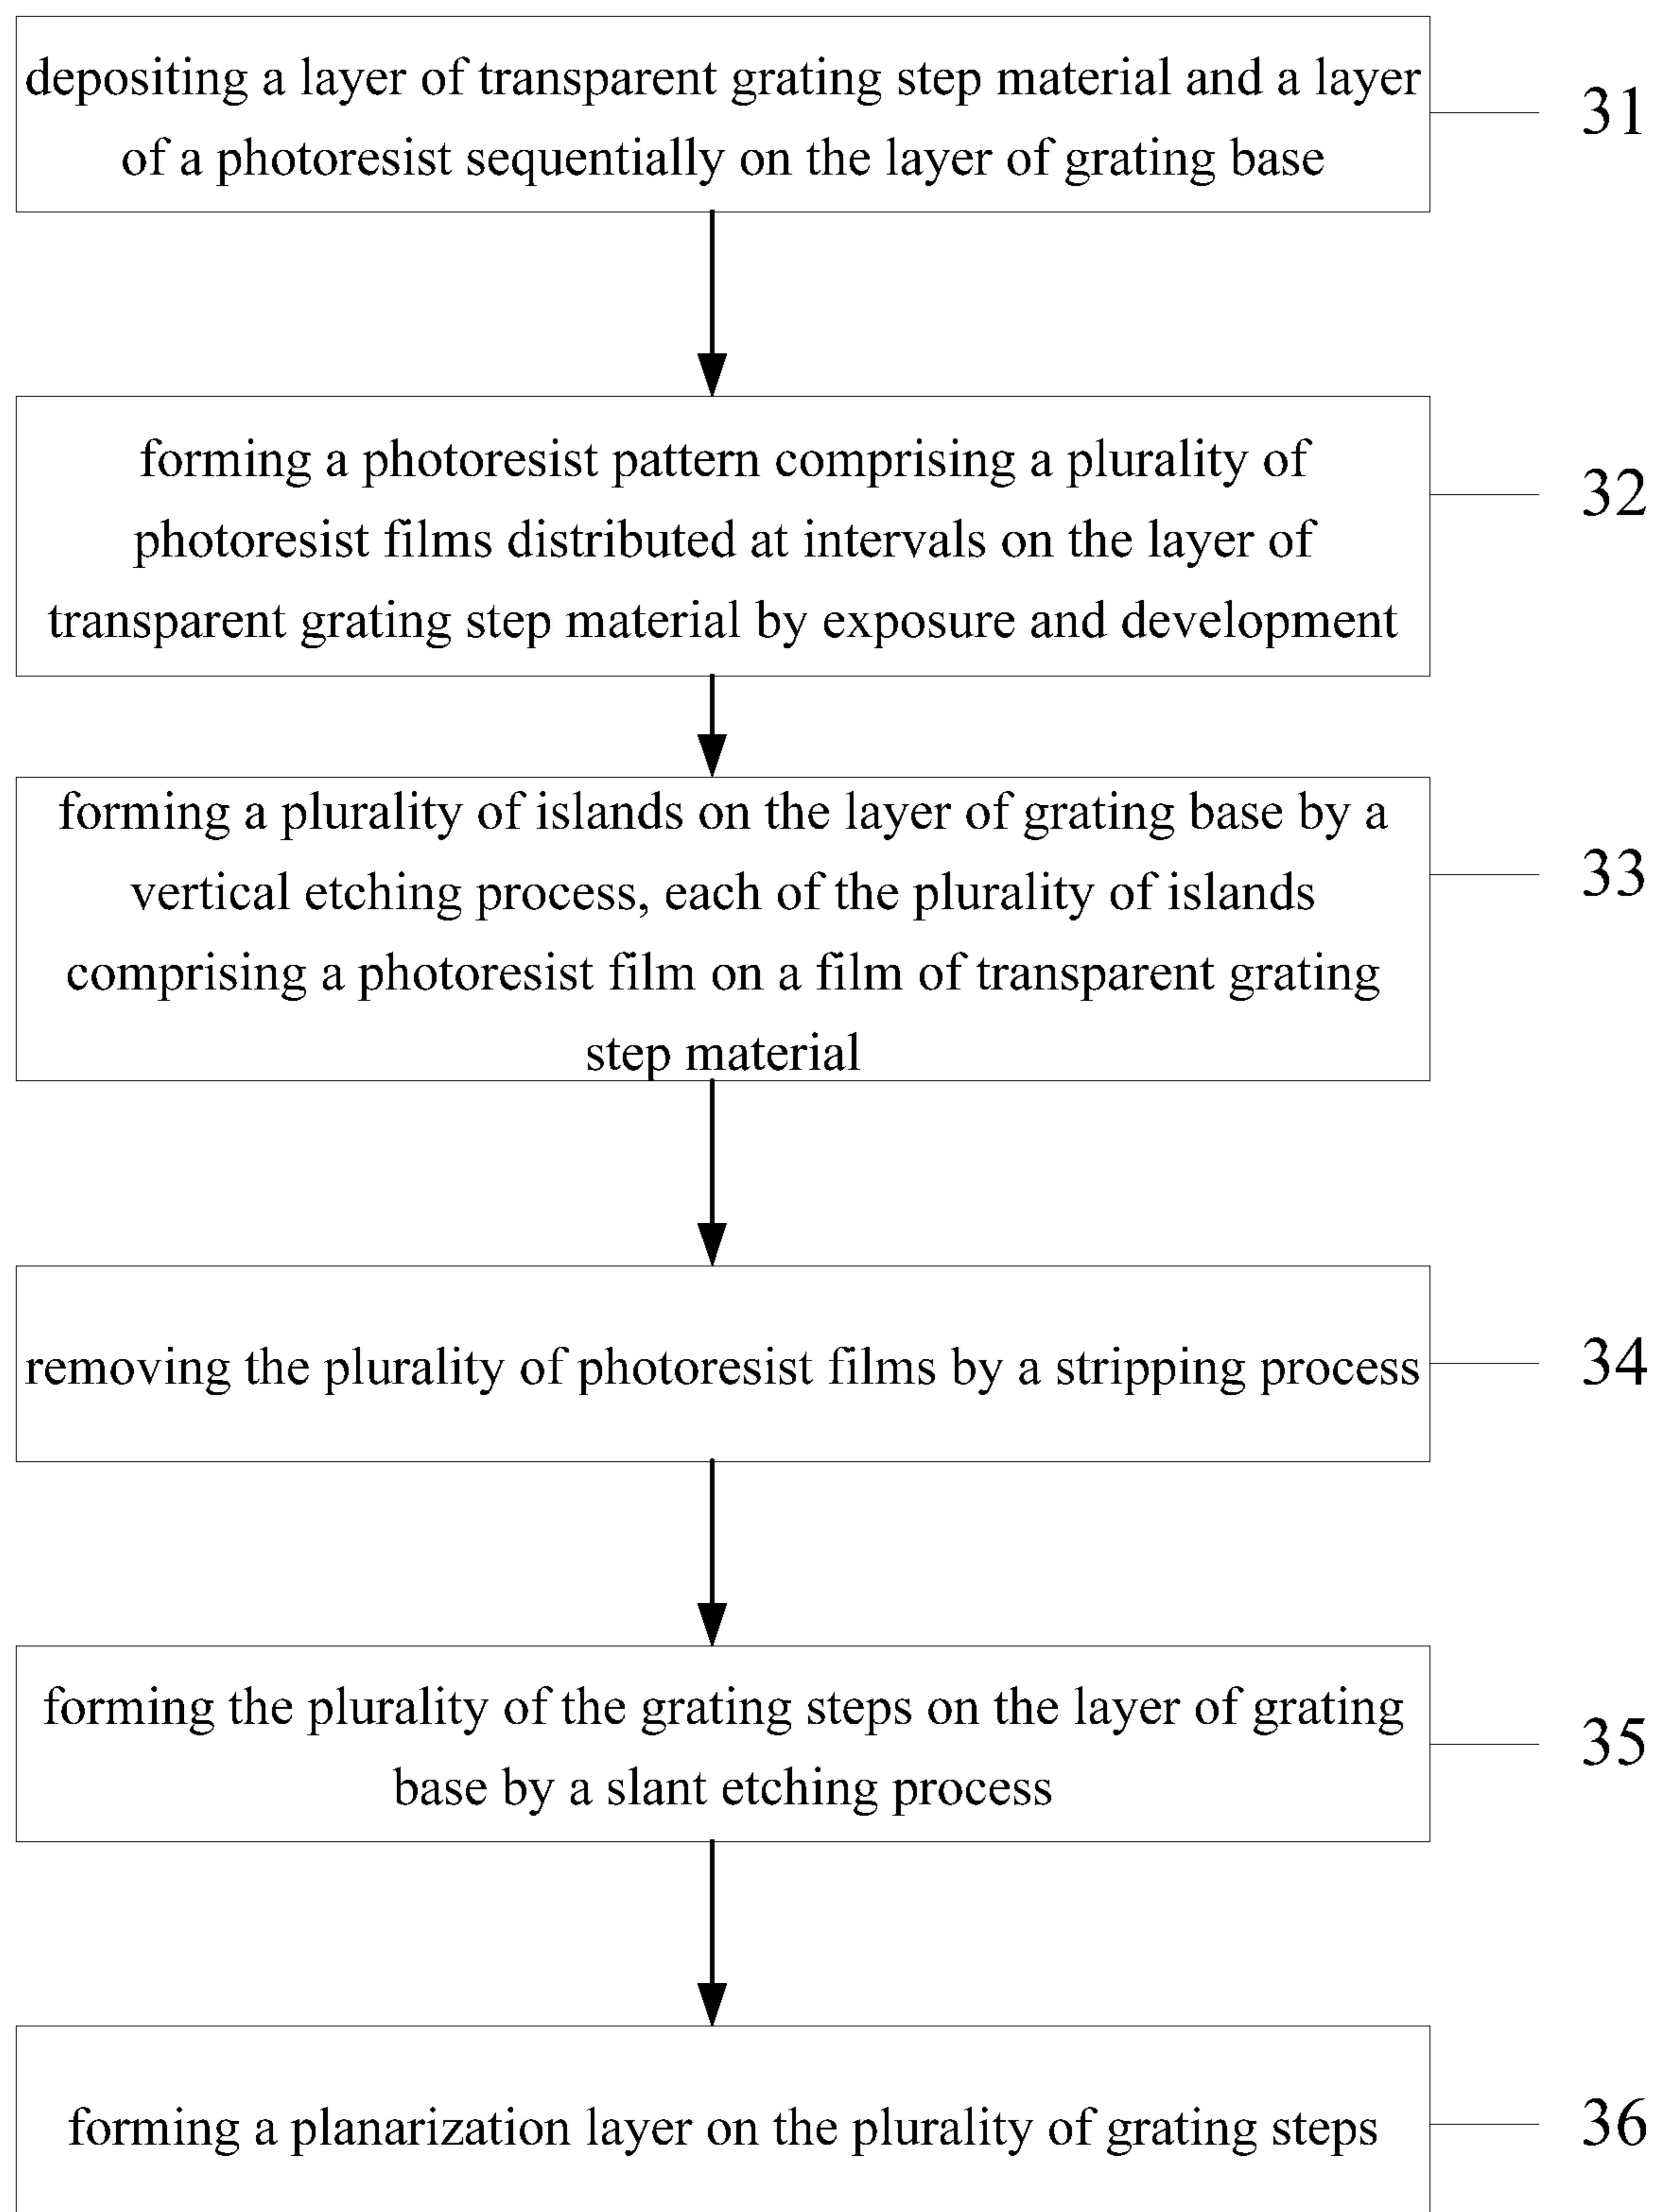 depositing a layer of transparent grating step material and a layer
of a photoresist sequentially on the layer of grating base
31
forming a photoresist pattern comprising a plurality of
photoresist films distributed at intervals on the layer of
transparent grating step material by exposure and development
32
forming a plurality of islands on the layer of grating base by a
vertical etching process, each of the plurality of islands
comprising a photoresist film on a film of transparent grating
step material
33
removing the plurality of photoresist films by a stripping process
34
forming the plurality of the grating steps on the layer of grating
base by a slant etching process
35
forming a planarization layer on the plurality of grating steps
36